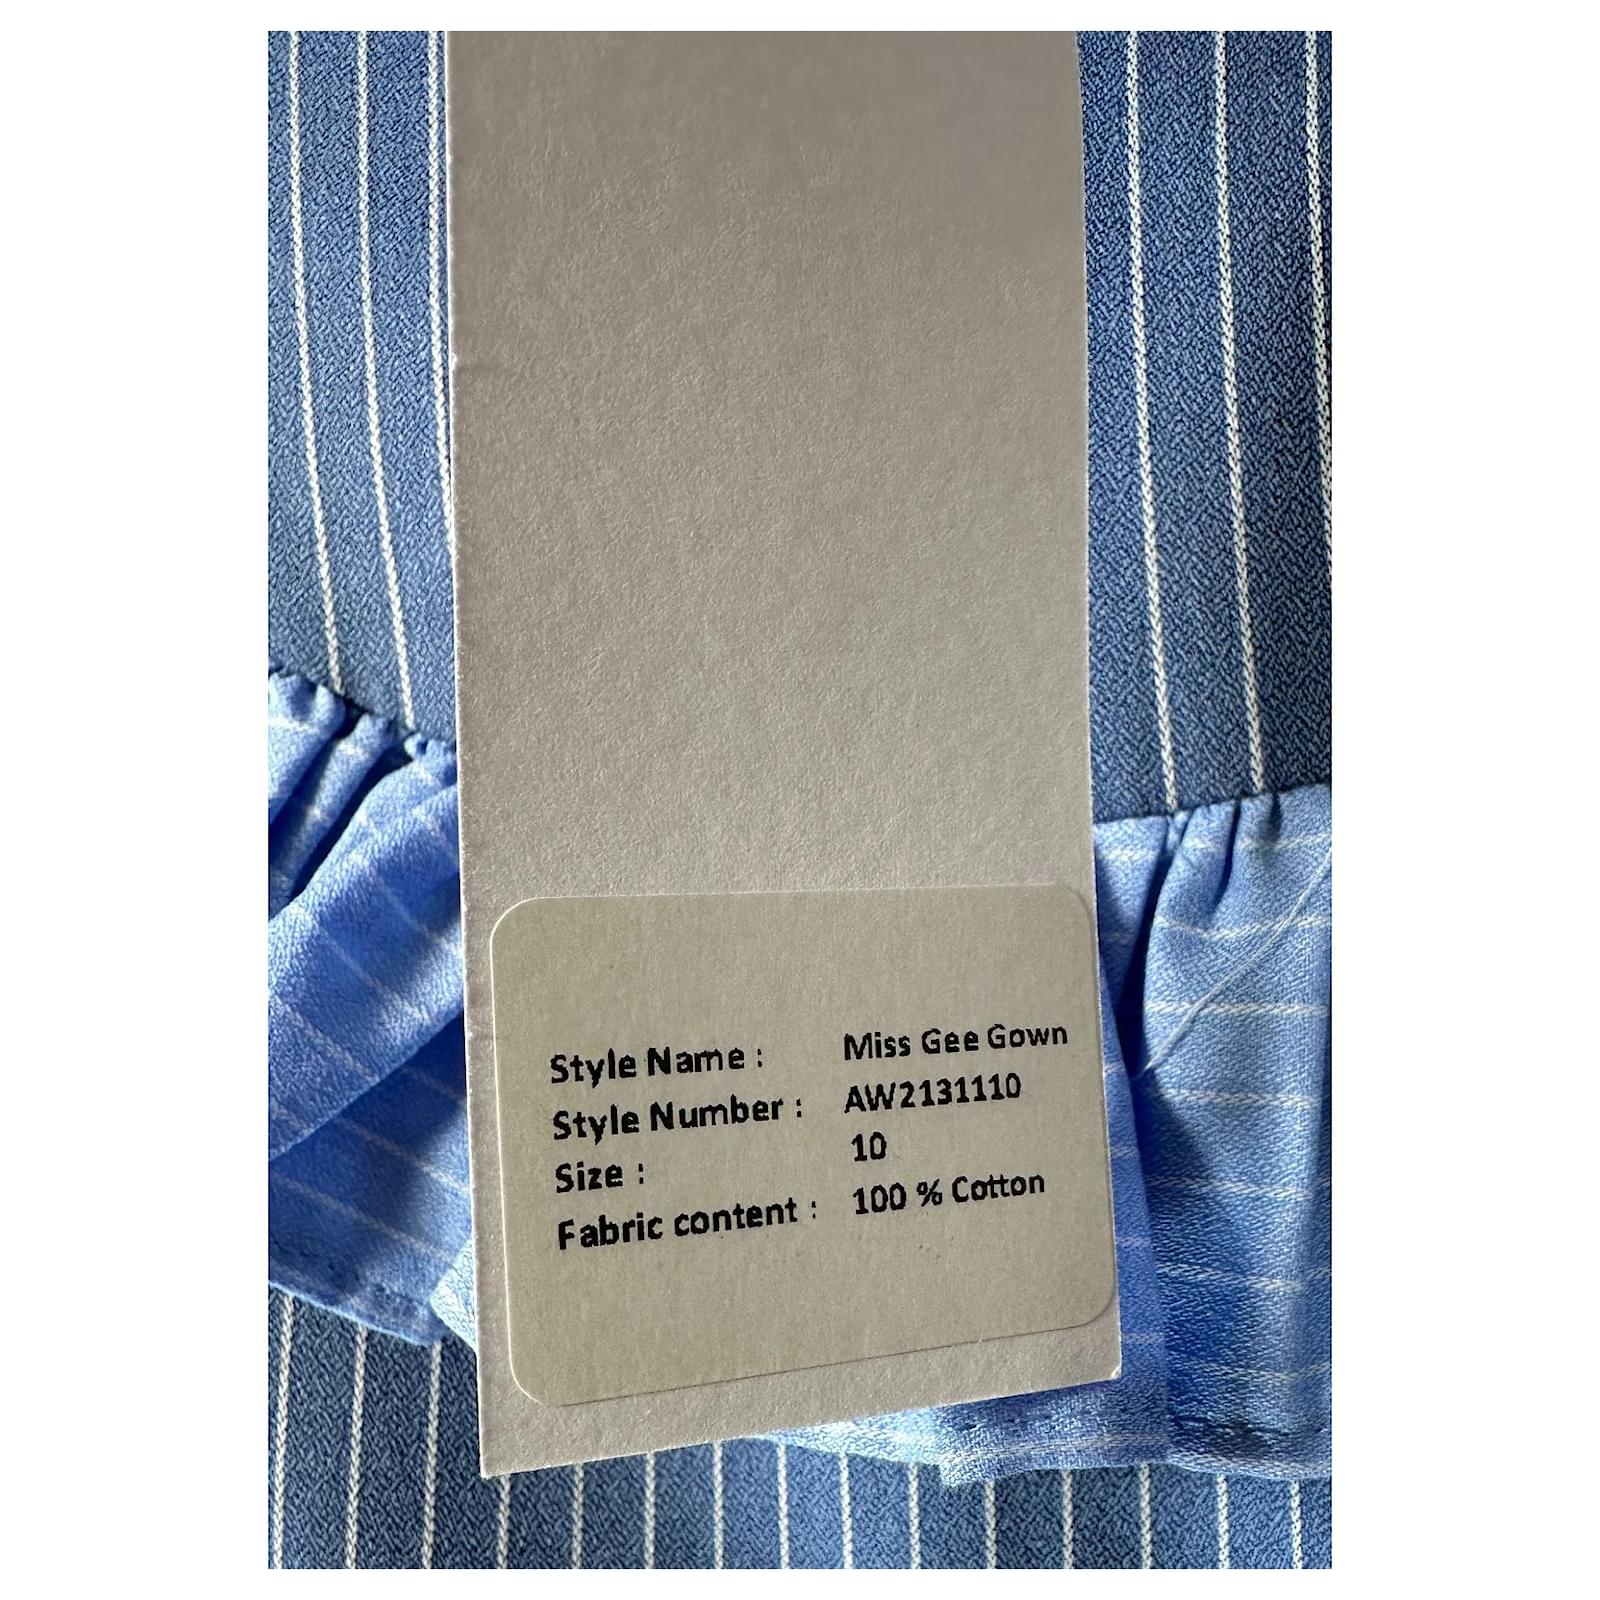 Style Name : Miss Gee Gown
Style Number : AW2131110
Size : 10
Fabric content : 100 % Cotton